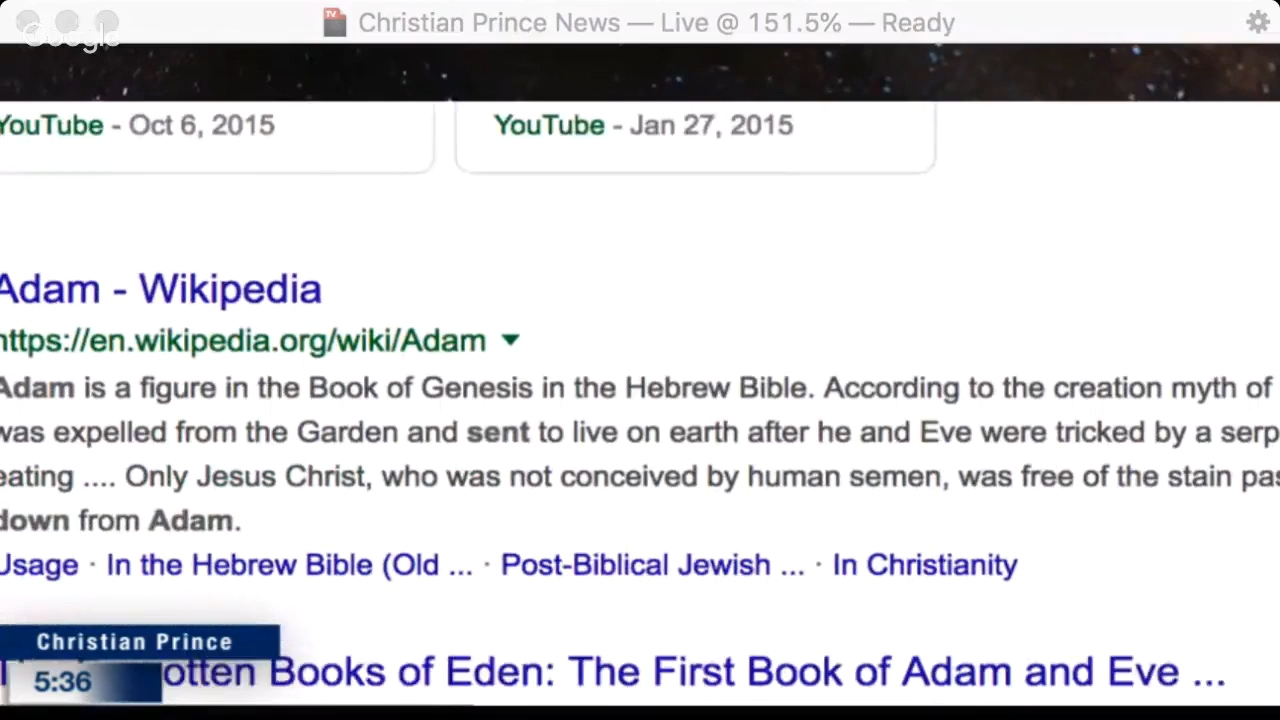 Christian Prince News — Live @ 151.5% — Ready
Google
YouTube - Oct 6, 2015
YouTube - Jan 27, 2015
Adam - Wikipedia
https://en.wikipedia.org/wiki/Adam
Adam is a figure in the Book of Genesis in the Hebrew Bible. According to the creation myth of
was expelled from the Garden and sent to live on earth after he and Eve were tricked by a serp
eating .... Only Jesus Christ, who was not conceived by human semen, was free of the stain pas
down from Adam.
Usage · In the Hebrew Bible (Old ... · Post-Biblical Jewish ... · In Christianity
Christian Prince
otten Books of Eden: The First Book of Adam and Eve ...
5:36